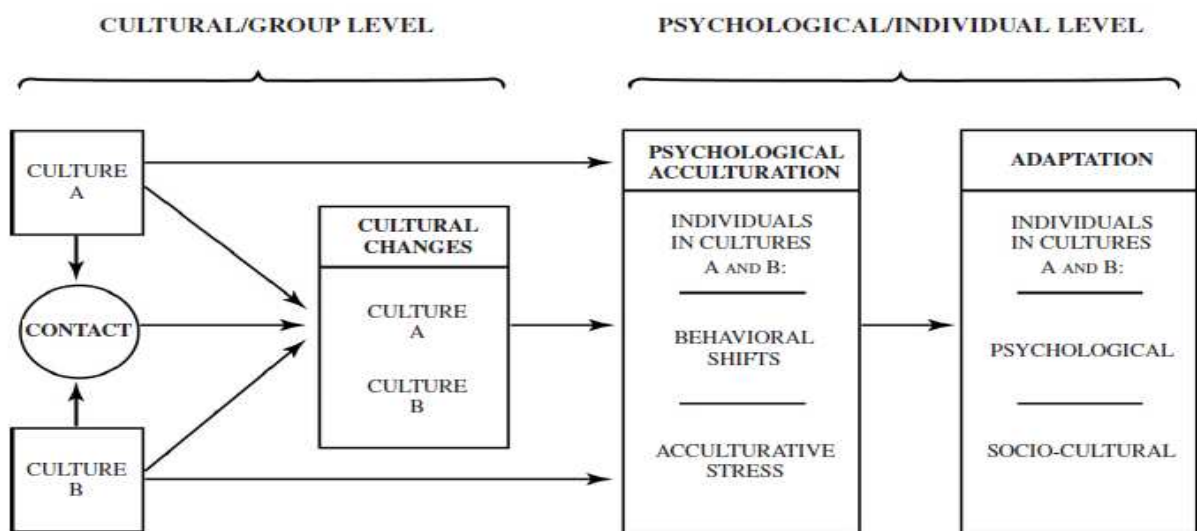 CULTURAL/GROUP LEVEL
PSYCHOLOGICAL/INDIVIDUAL LEVEL
CULTURE
A
CONTACT
CULTURE
B
CULTURAL
CHANGES
CULTURE
A
CULTURE
B
PSYCHOLOGICAL
ACCULTURATION
INDIVIDUALS
IN CULTURES
A AND B:
BEHAVIORAL
SHIFTS
ACCULTURATIVE
STRESS
ADAPTATION
INDIVIDUALS
IN CULTURES
A AND B:
PSYCHOLOGICAL
SOCIO-CULTURAL